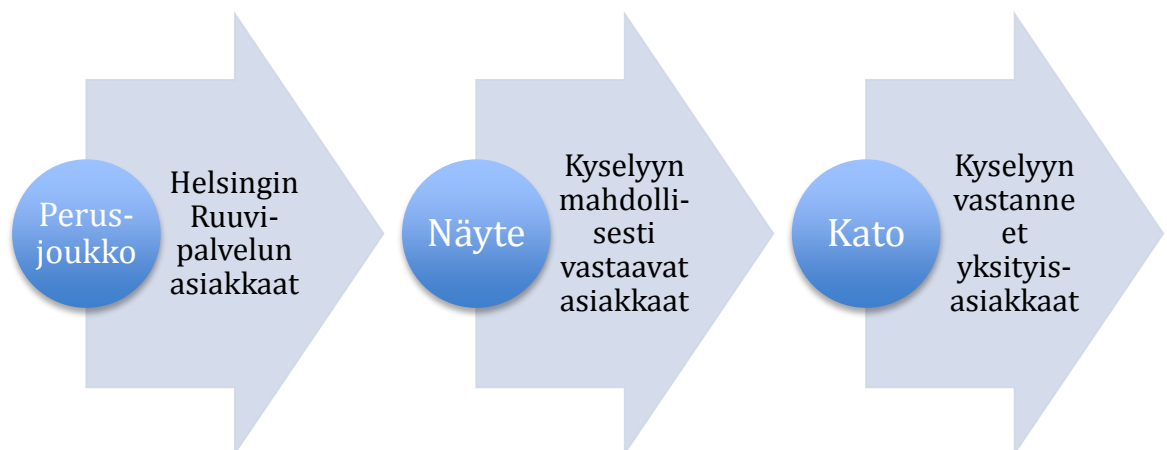 Perus-
joukko
Helsingin
Ruuvi-
palvelun
asiakkaat
Näyte
Kyselyyn
mahdolli-
sesti
vastaavat
asiakkaat
Kato
Kyselyyn
vastanne
et
yksityis-
asiakkaat